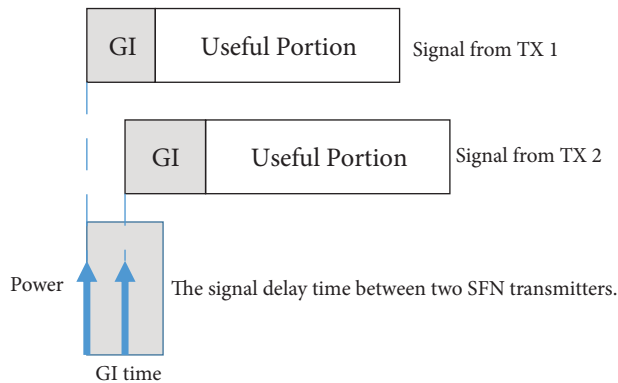 GI Useful Portion Signal from TX 1
GI Useful Portion Signal from TX 2
Power The signal delay time between two SFN transmitters.
GI time